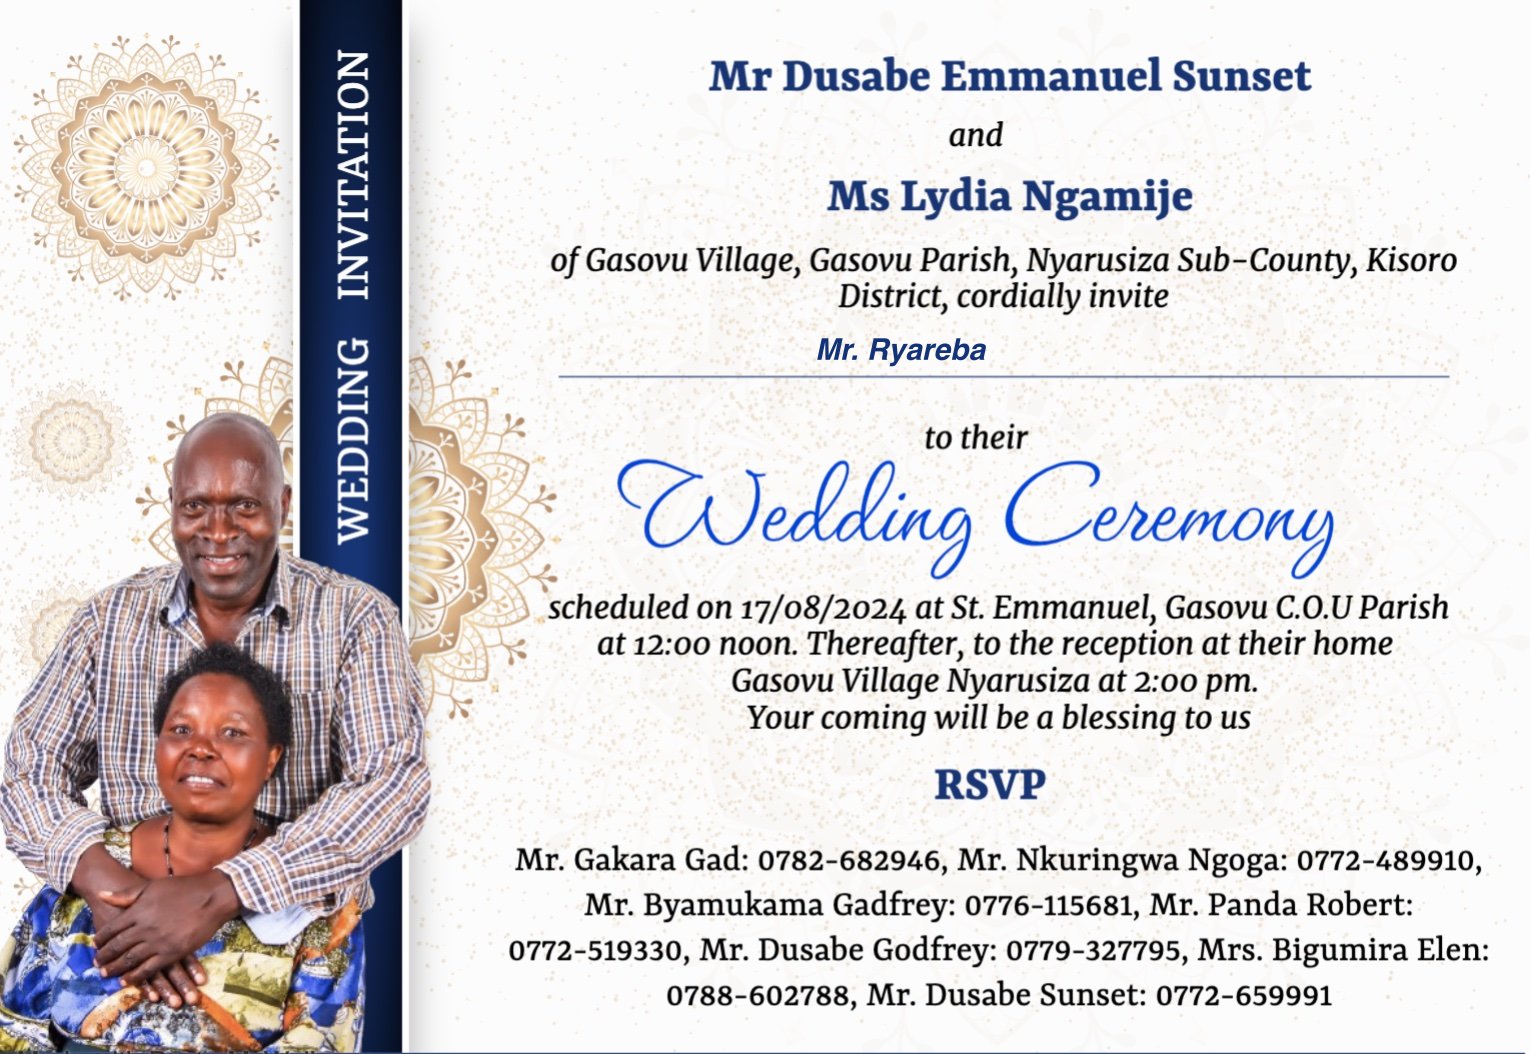 WEDDING INVITATION
Mr Dusabe Emmanuel Sunset
and
Ms Lydia Ngamije
of Gasovu Village, Gasovu Parish, Nyarusiza Sub-County, Kisoro
District, cordially invite
Mr. Ryareba
to their
Wedding Ceremony
scheduled on 17/08/2024 at St. Emmanuel, Gasovu C.O.U Parish
at 12:00 noon. Thereafter, to the reception at their home
Gasovu Village Nyarusiza at 2:00 pm.
Your coming will be a blessing to us
RSVP
Mr. Gakara Gad: 0782-682946, Mr. Nkuringwa Ngoga: 0772-489910,
Mr. Byamukama Gadfrey: 0776-115681, Mr. Panda Robert:
0772-519330, Mr. Dusabe Godfrey: 0779-327795, Mrs. Bigumira Elen:
0788-602788, Mr. Dusabe Sunset: 0772-659991